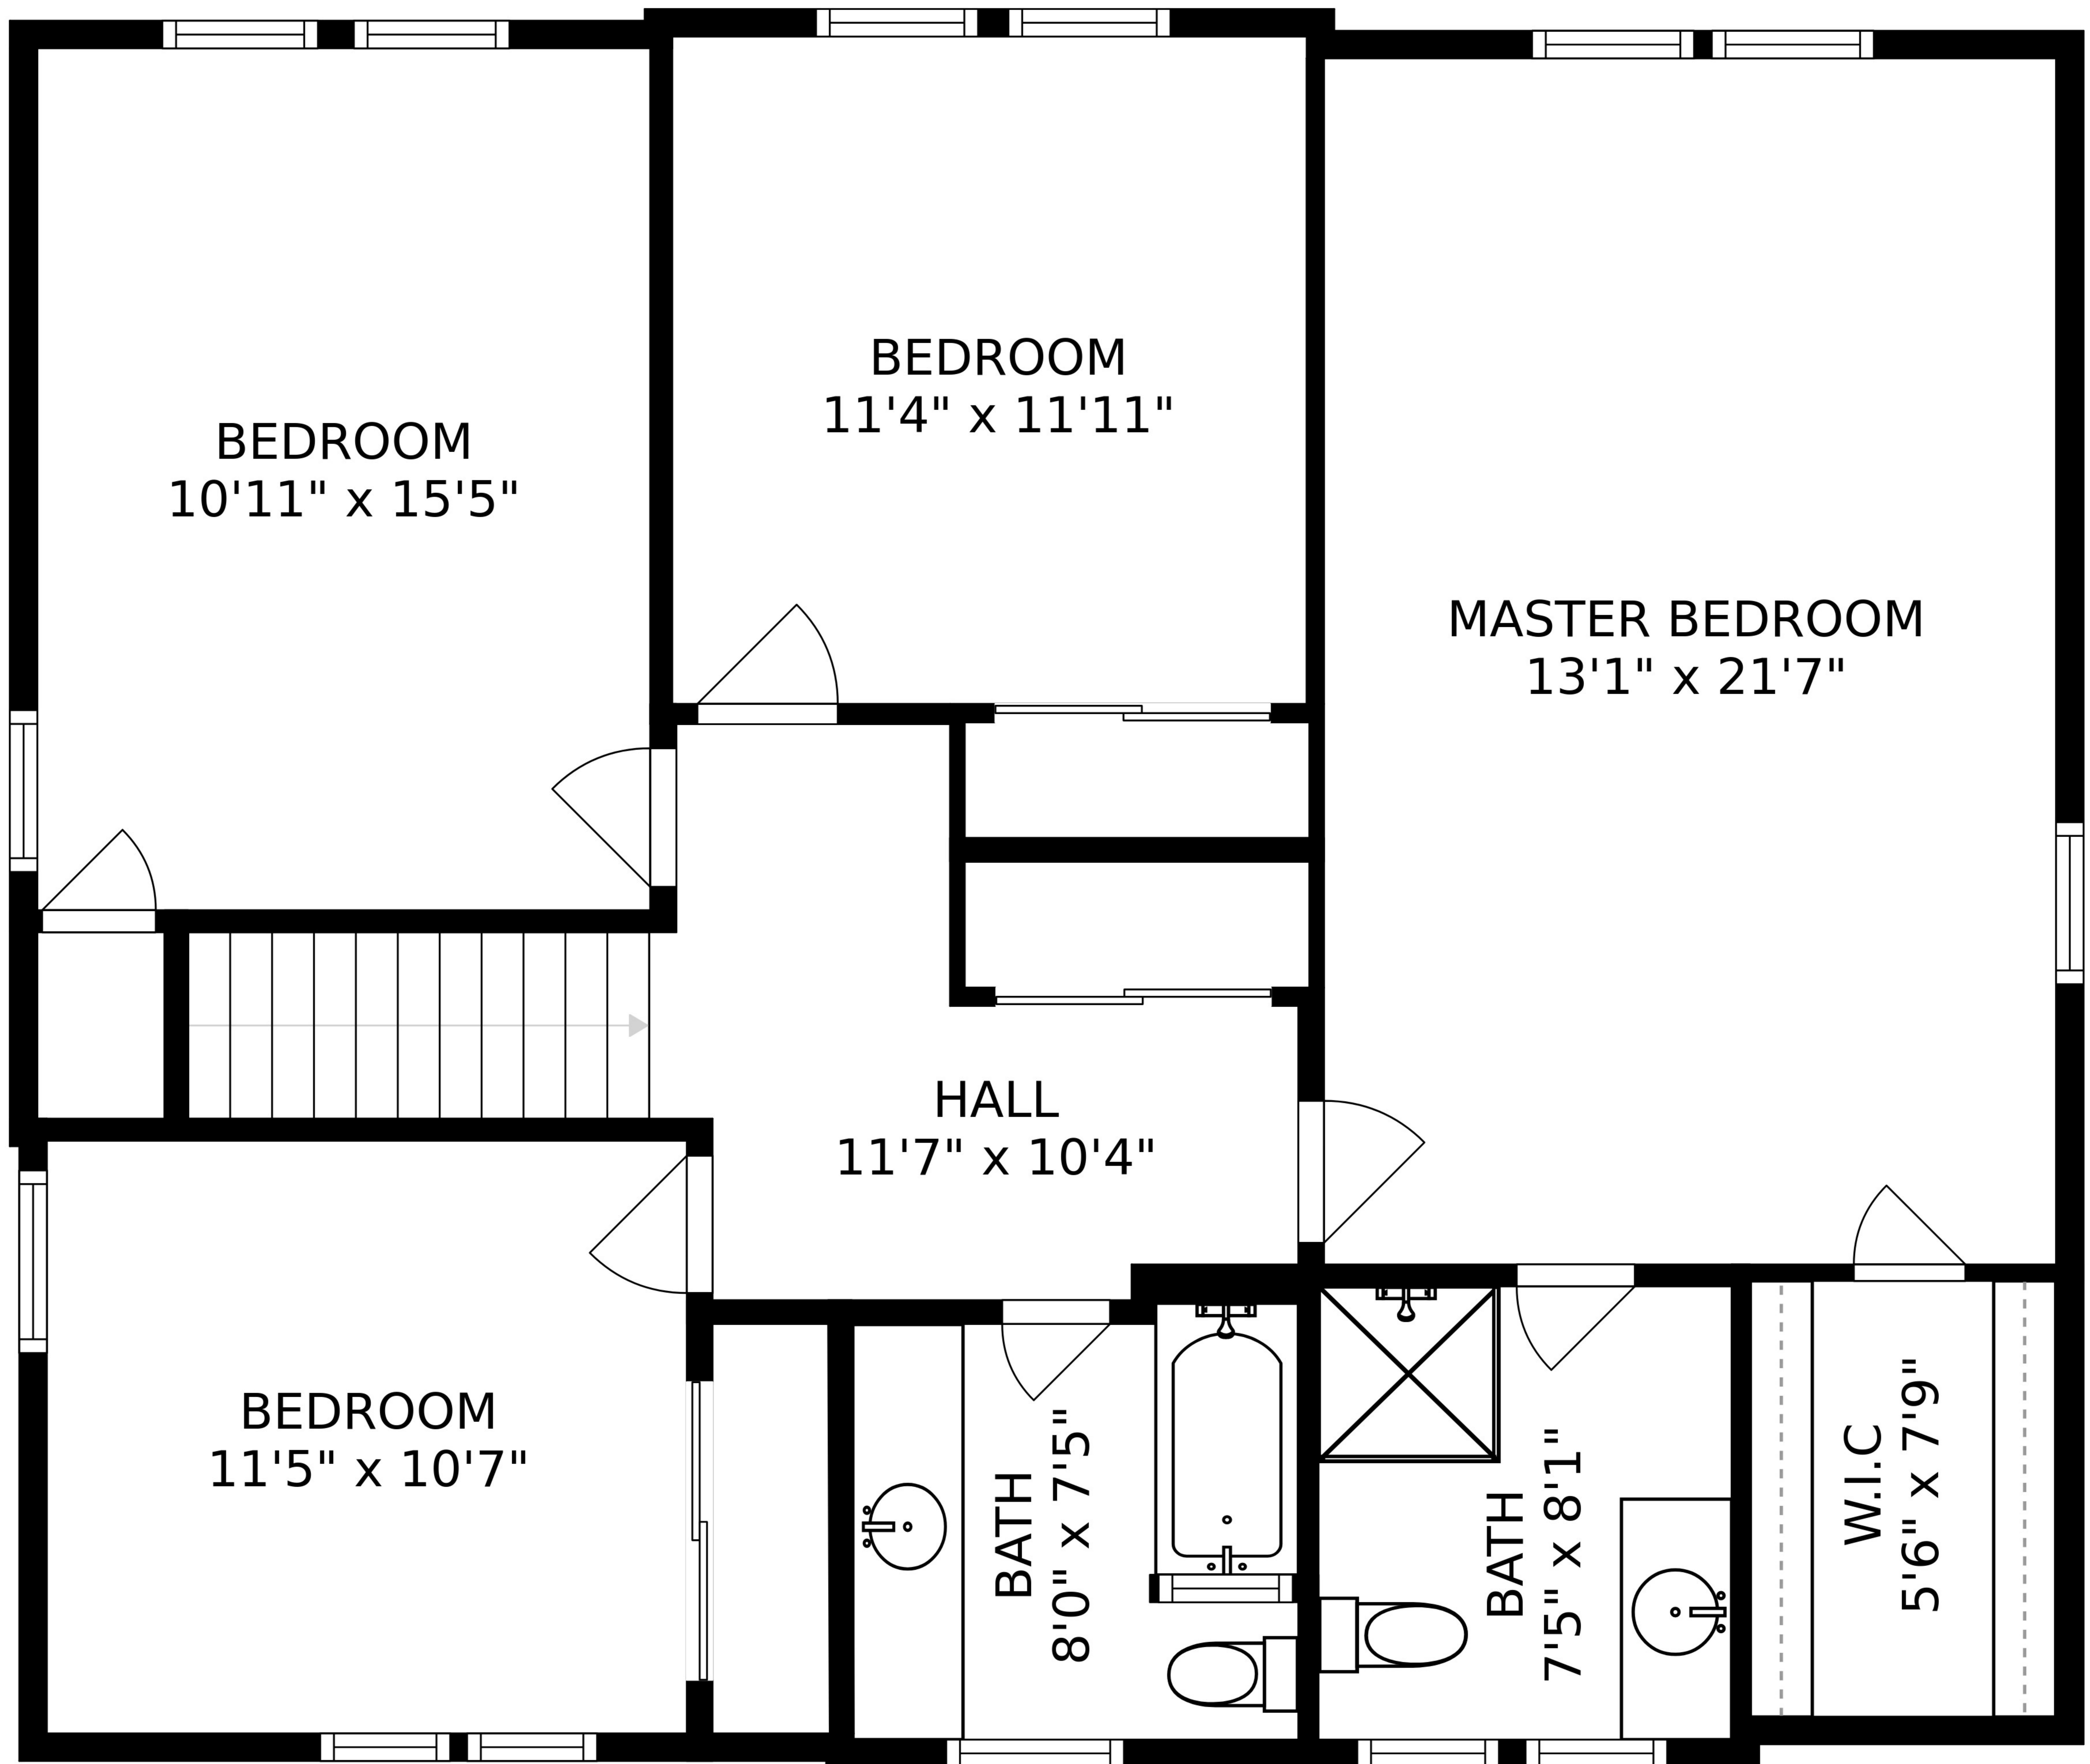 BEDROOM
11'4" x 11'11"
BEDROOM
10'11" x 15'5"
MASTER BEDROOM
13'1" x 21'7"
HALL
11'7" x 10'4"
BEDROOM
11'5" x 10'7"
BATH
8'0" x 7'5"
BATH
7'5" x 8'1"
W.I.C
5'6" x 7'9"